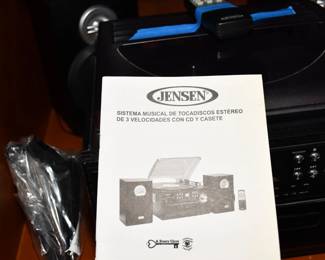 JENSEN®
SISTEMA MUSICAL DE TOCADISCOS ESTÉREO
DE 3 VELOCIDADES CON CD Y CASETE